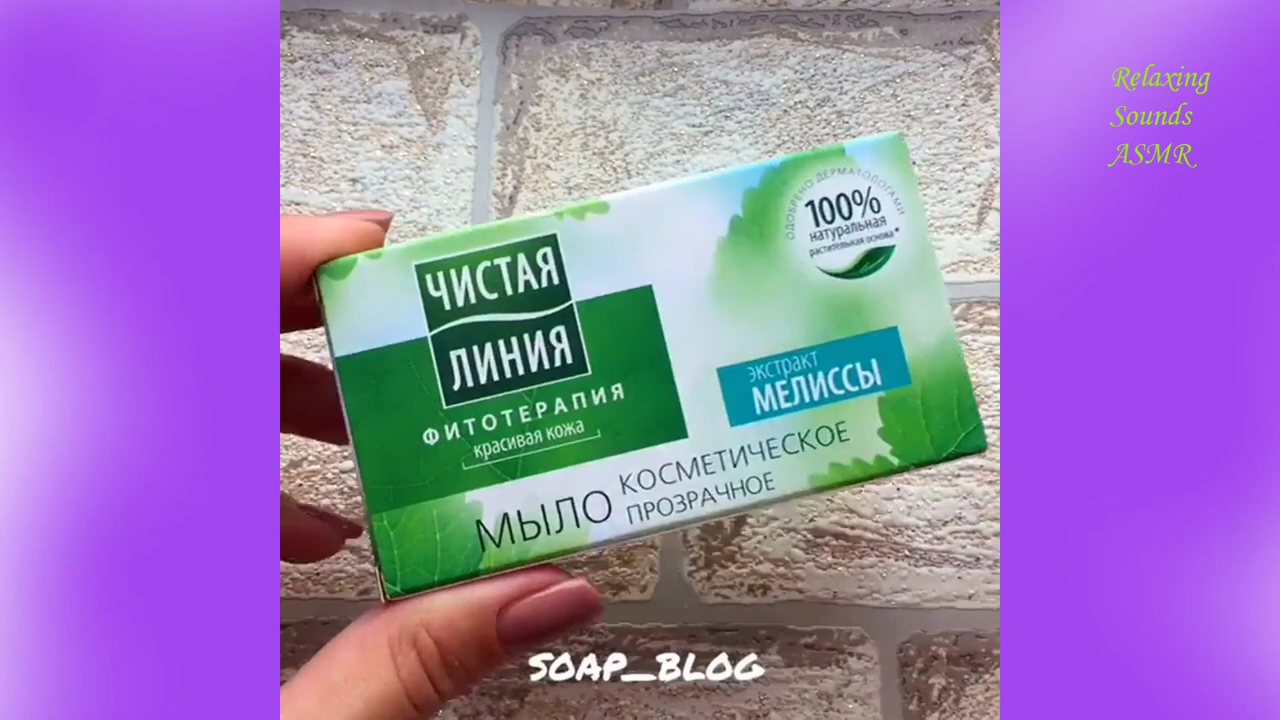 Relaxing
Sounds
ASMR
ОДОБРЕНО ДЕРМАТОЛОГАМИ
100%
натуральная
растительная основа*
ЧИСТАЯ
ЛИНИЯ
ФИТОТЕРАПИЯ
красивая кожа
экстракт
МЕЛИССЫ
МЫЛО КОСМЕТИЧЕСКОЕ
ПРОЗРАЧНОЕ
SOAP_BLOG